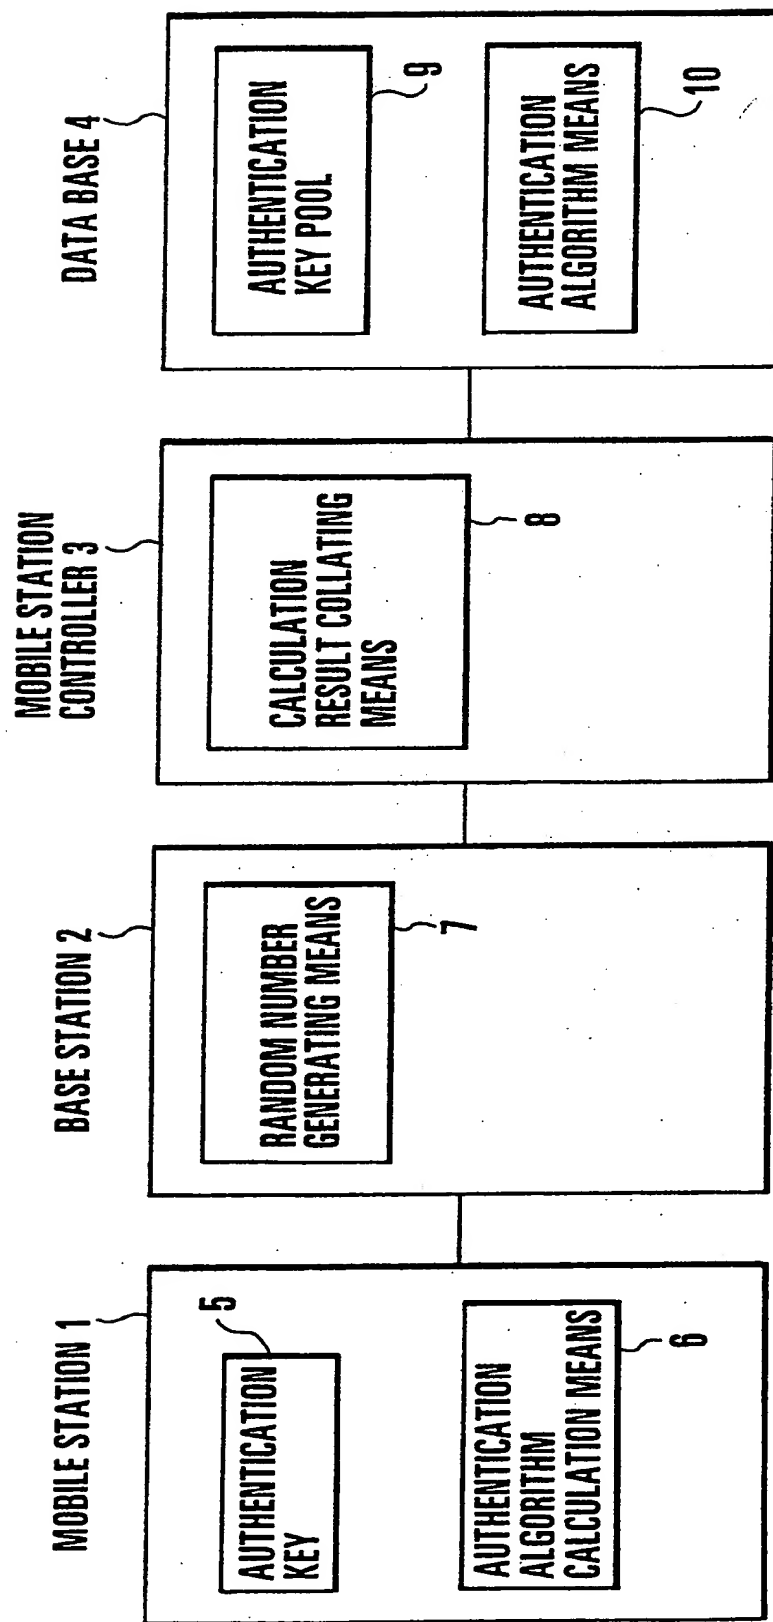 MOBILE STATION 1
AUTHENTICATION
KEY
5
AUTHENTICATION
ALGORITHM
CALCULATION MEANS
6
BASE STATION 2
RANDOM NUMBER
GENERATING MEANS
7
MOBILE STATION
CONTROLLER 3
CALCULATION
RESULT COLLATING
MEANS
8
DATA BASE 4
AUTHENTICATION
KEY POOL
9
AUTHENTICATION
ALGORITHM MEANS
10